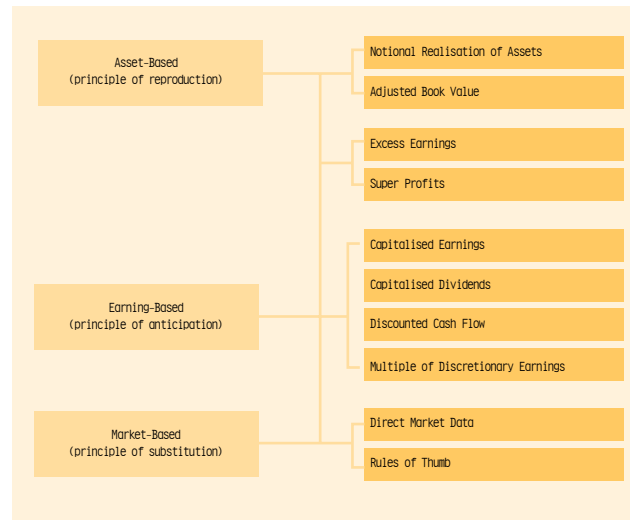 Asset-Based
(principle of reproduction)
Notional Realisation of Assets
Adjusted Book Value
Excess Earnings
Super Profits
Earning-Based
(principle of anticipation)
Capitalised Earnings
Capitalised Dividends
Discounted Cash Flow
Multiple of Discretionary Earnings
Market-Based
(principle of substitution)
Direct Market Data
Rules of Thumb